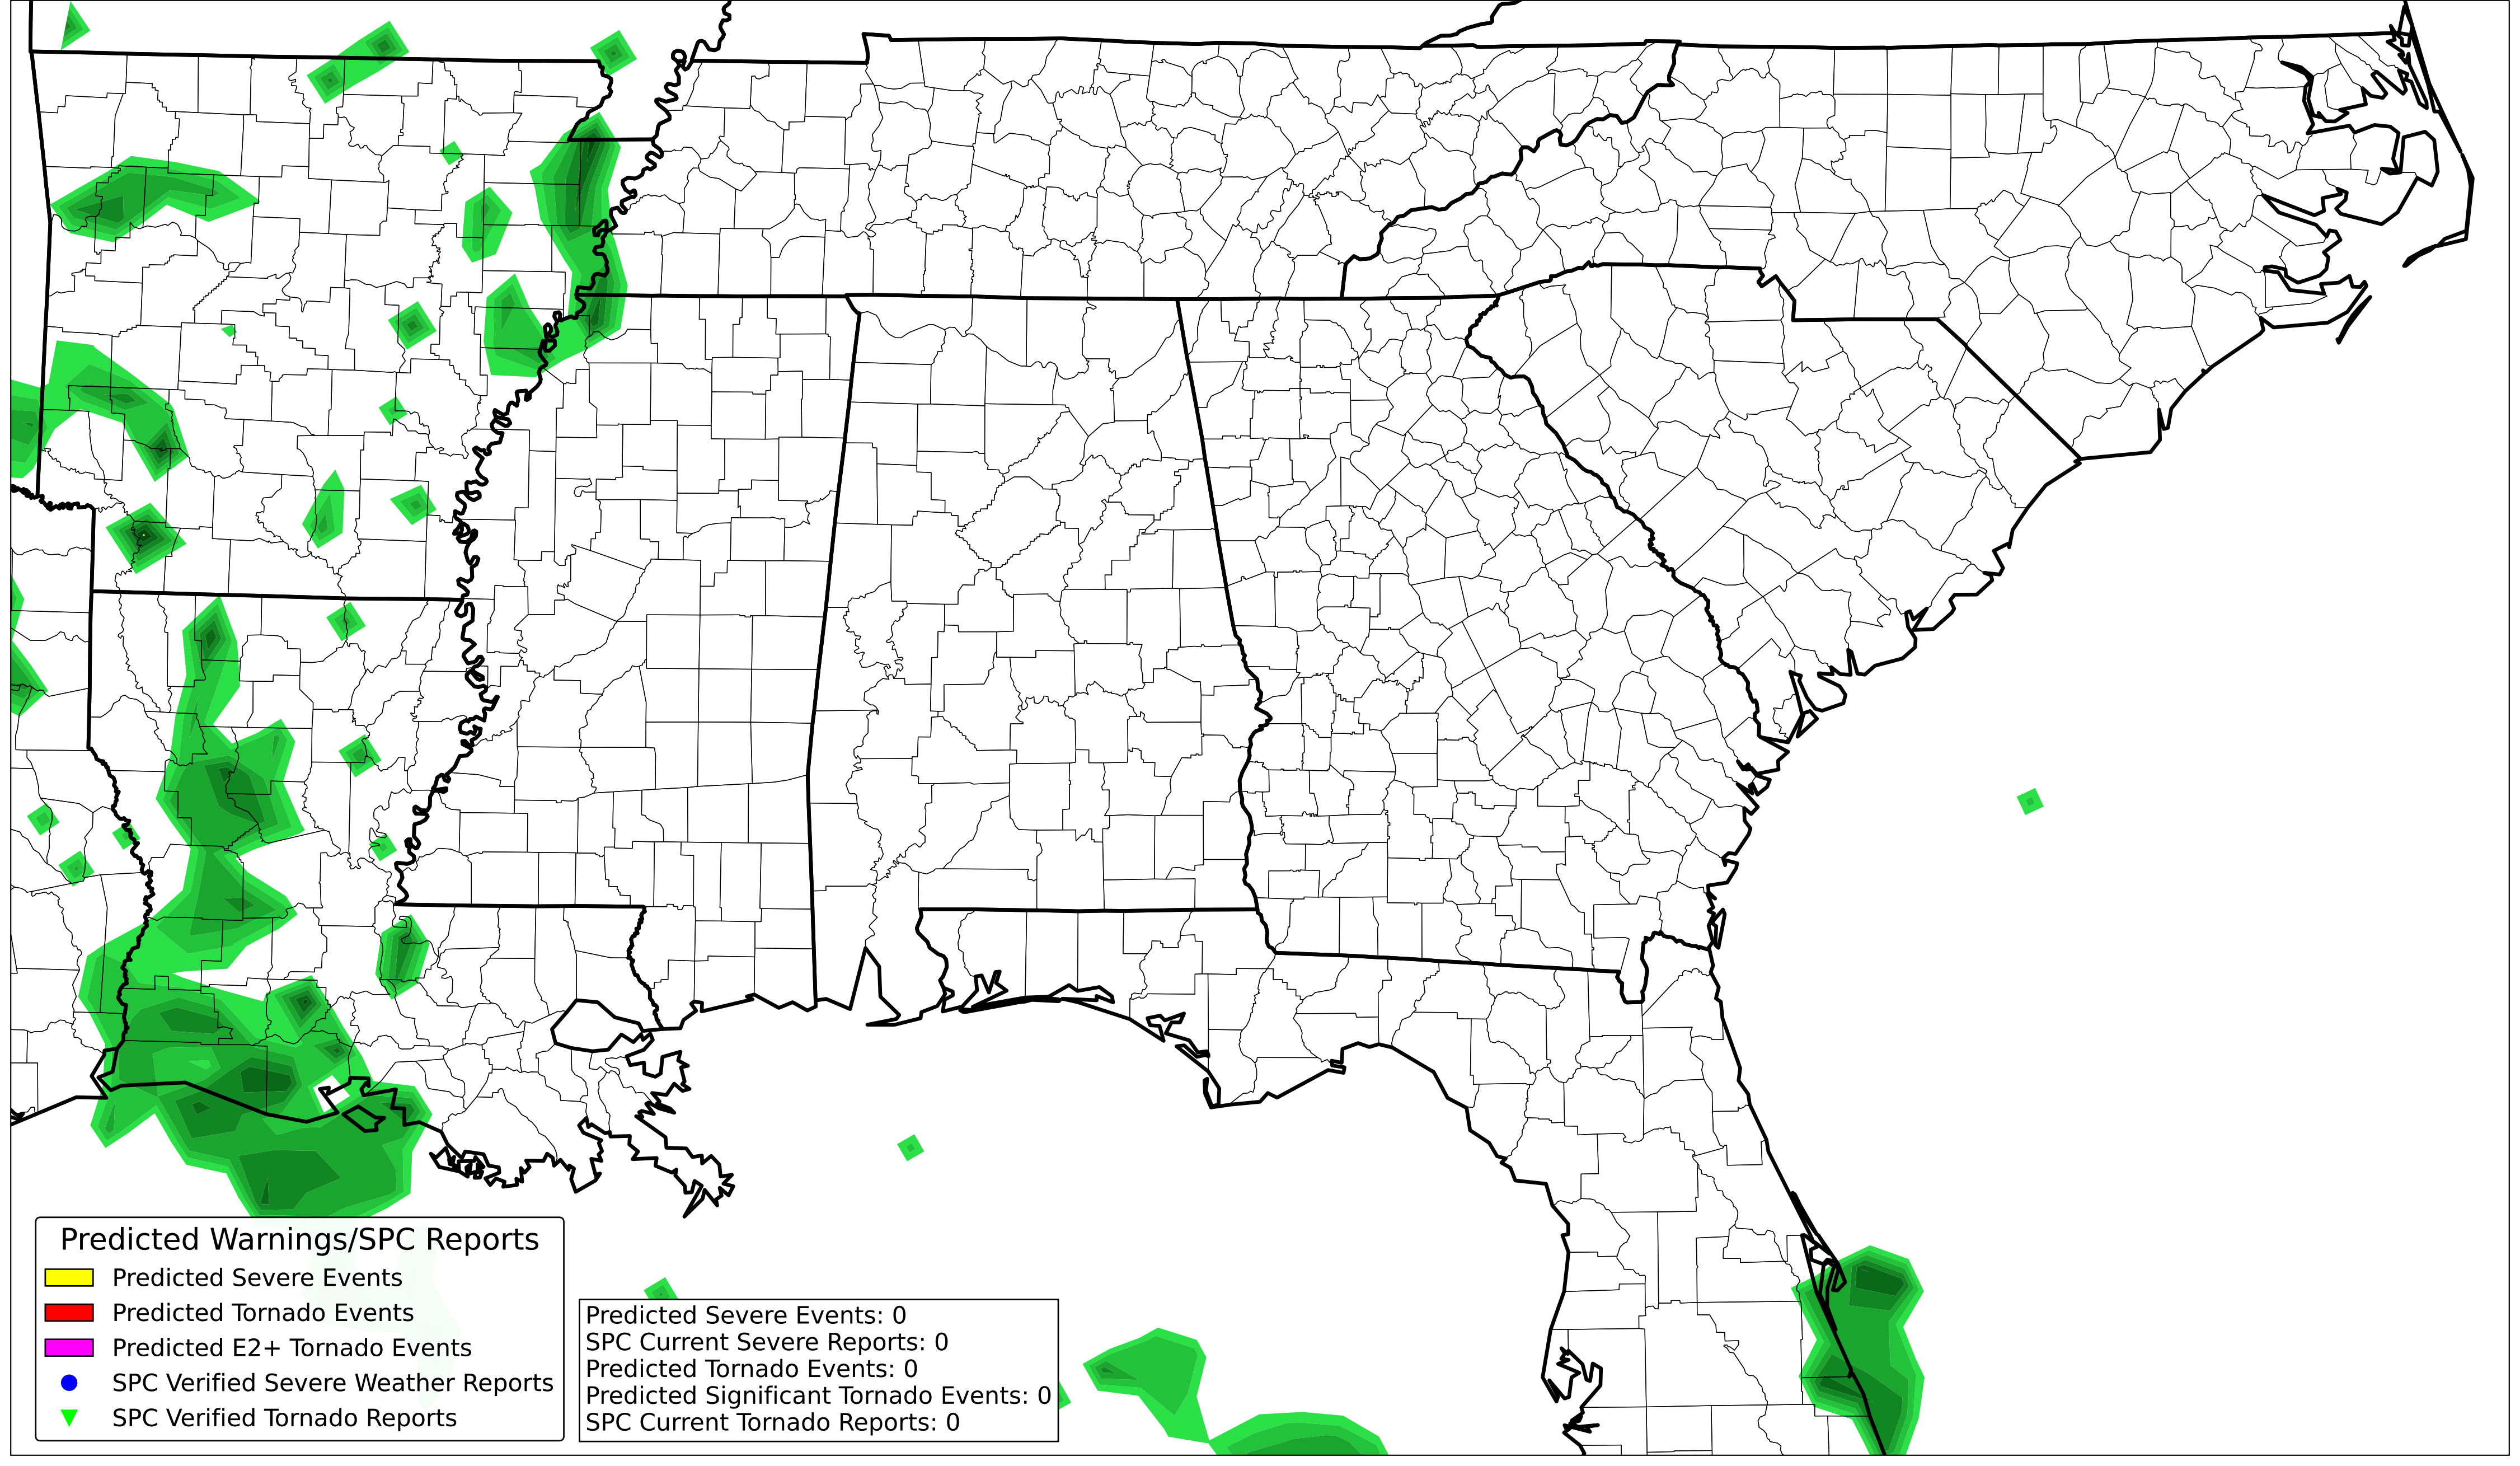 Predicted Warnings/SPC Reports
Predicted Severe Events
Predicted Tornado Events
Predicted E2+ Tornado Events
SPC Verified Severe Weather Reports
SPC Verified Tornado Reports
Predicted Severe Events: 0
SPC Current Severe Reports: 0
Predicted Tornado Events: 0
Predicted Significant Tornado Events: 0
SPC Current Tornado Reports: 0